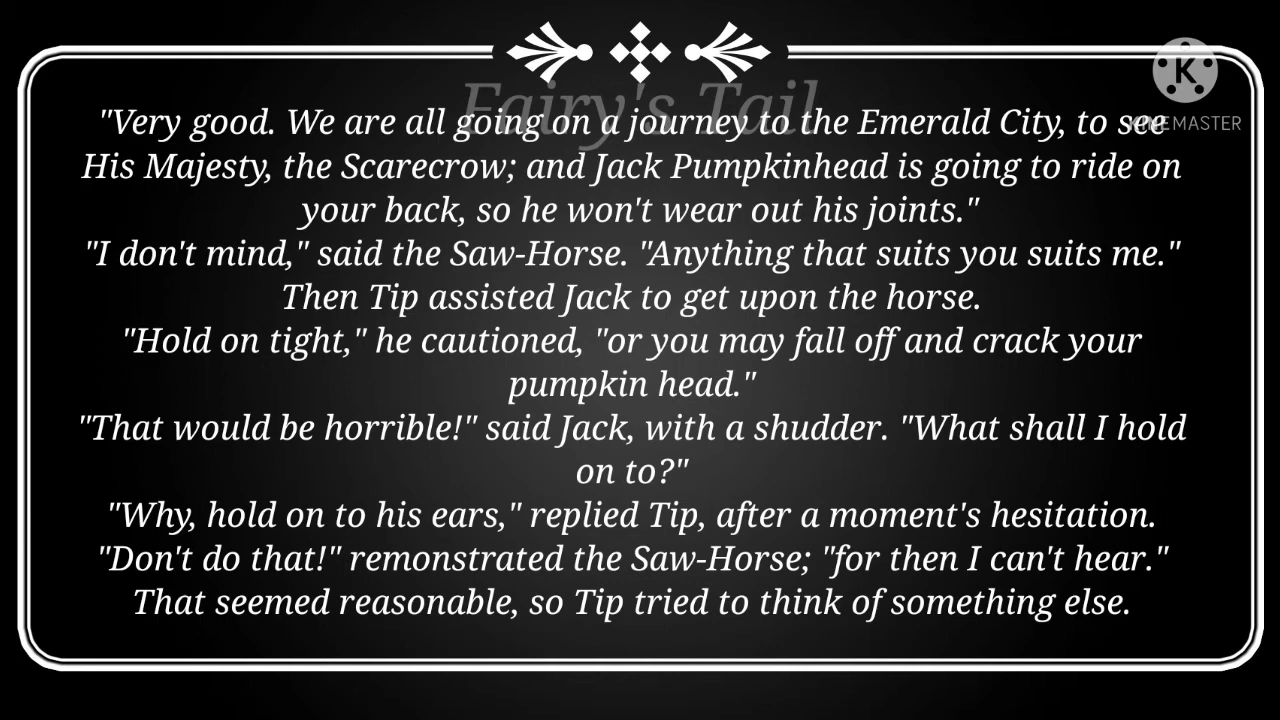 Fairy's Tail
"Very good. We are all going on a journey to the Emerald City, to see
His Majesty, the Scarecrow; and Jack Pumpkinhead is going to ride on
your back, so he won't wear out his joints."
"I don't mind," said the Saw-Horse. "Anything that suits you suits me."
Then Tip assisted Jack to get upon the horse.
"Hold on tight," he cautioned, "or you may fall off and crack your
pumpkin head."
"That would be horrible!" said Jack, with a shudder. "What shall I hold
on to?"
"Why, hold on to his ears," replied Tip, after a moment's hesitation.
"Don't do that!" remonstrated the Saw-Horse; "for then I can't hear."
That seemed reasonable, so Tip tried to think of something else.
K
KINEMASTER